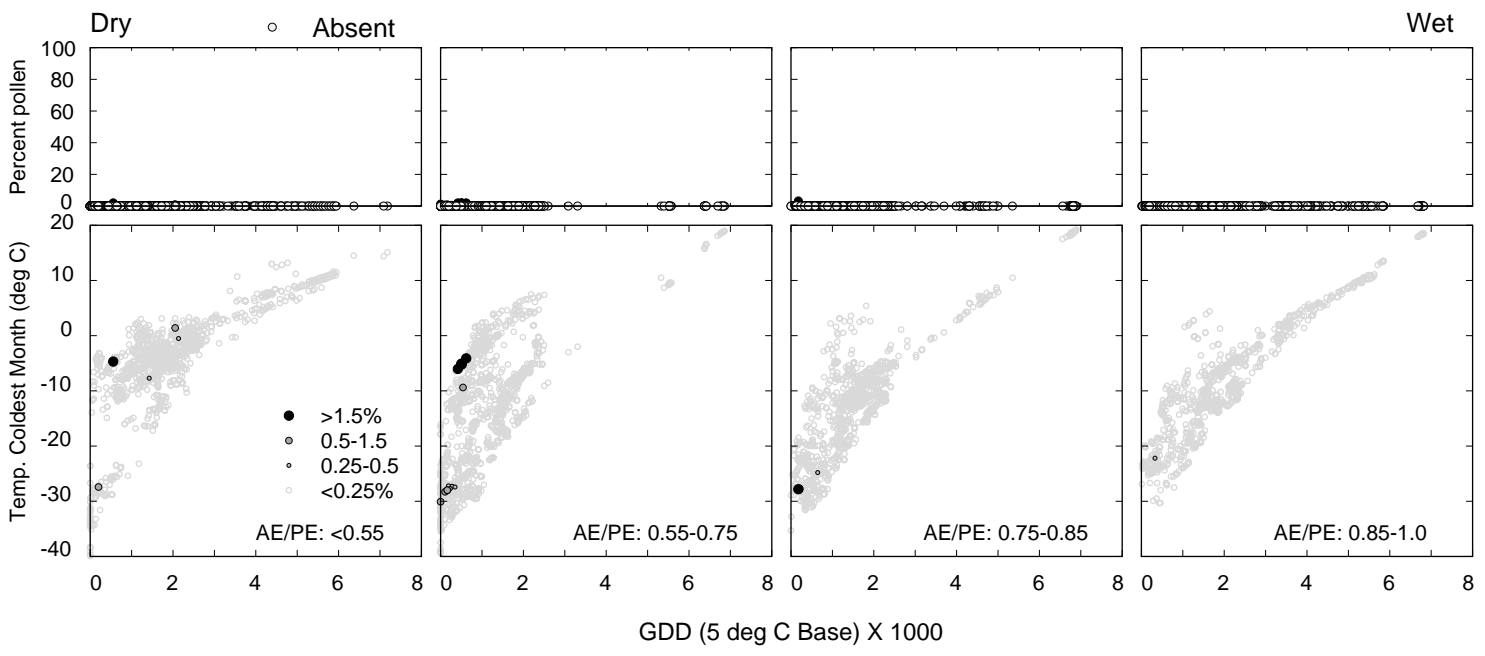 Dry
Absent
Wet
Percent pollen
100
80
60
40
20
0
Temp. Coldest Month (deg C)
20
10
0
-10
-20
-30
-40
>1.5%
0.5-1.5
0.25-0.5
<0.25%
AE/PE: <0.55
AE/PE: 0.55-0.75
AE/PE: 0.75-0.85
AE/PE: 0.85-1.0
0 2 4 6 8
0 2 4 6 8
0 2 4 6 8
0 2 4 6 8
GDD (5 deg C Base) X 1000